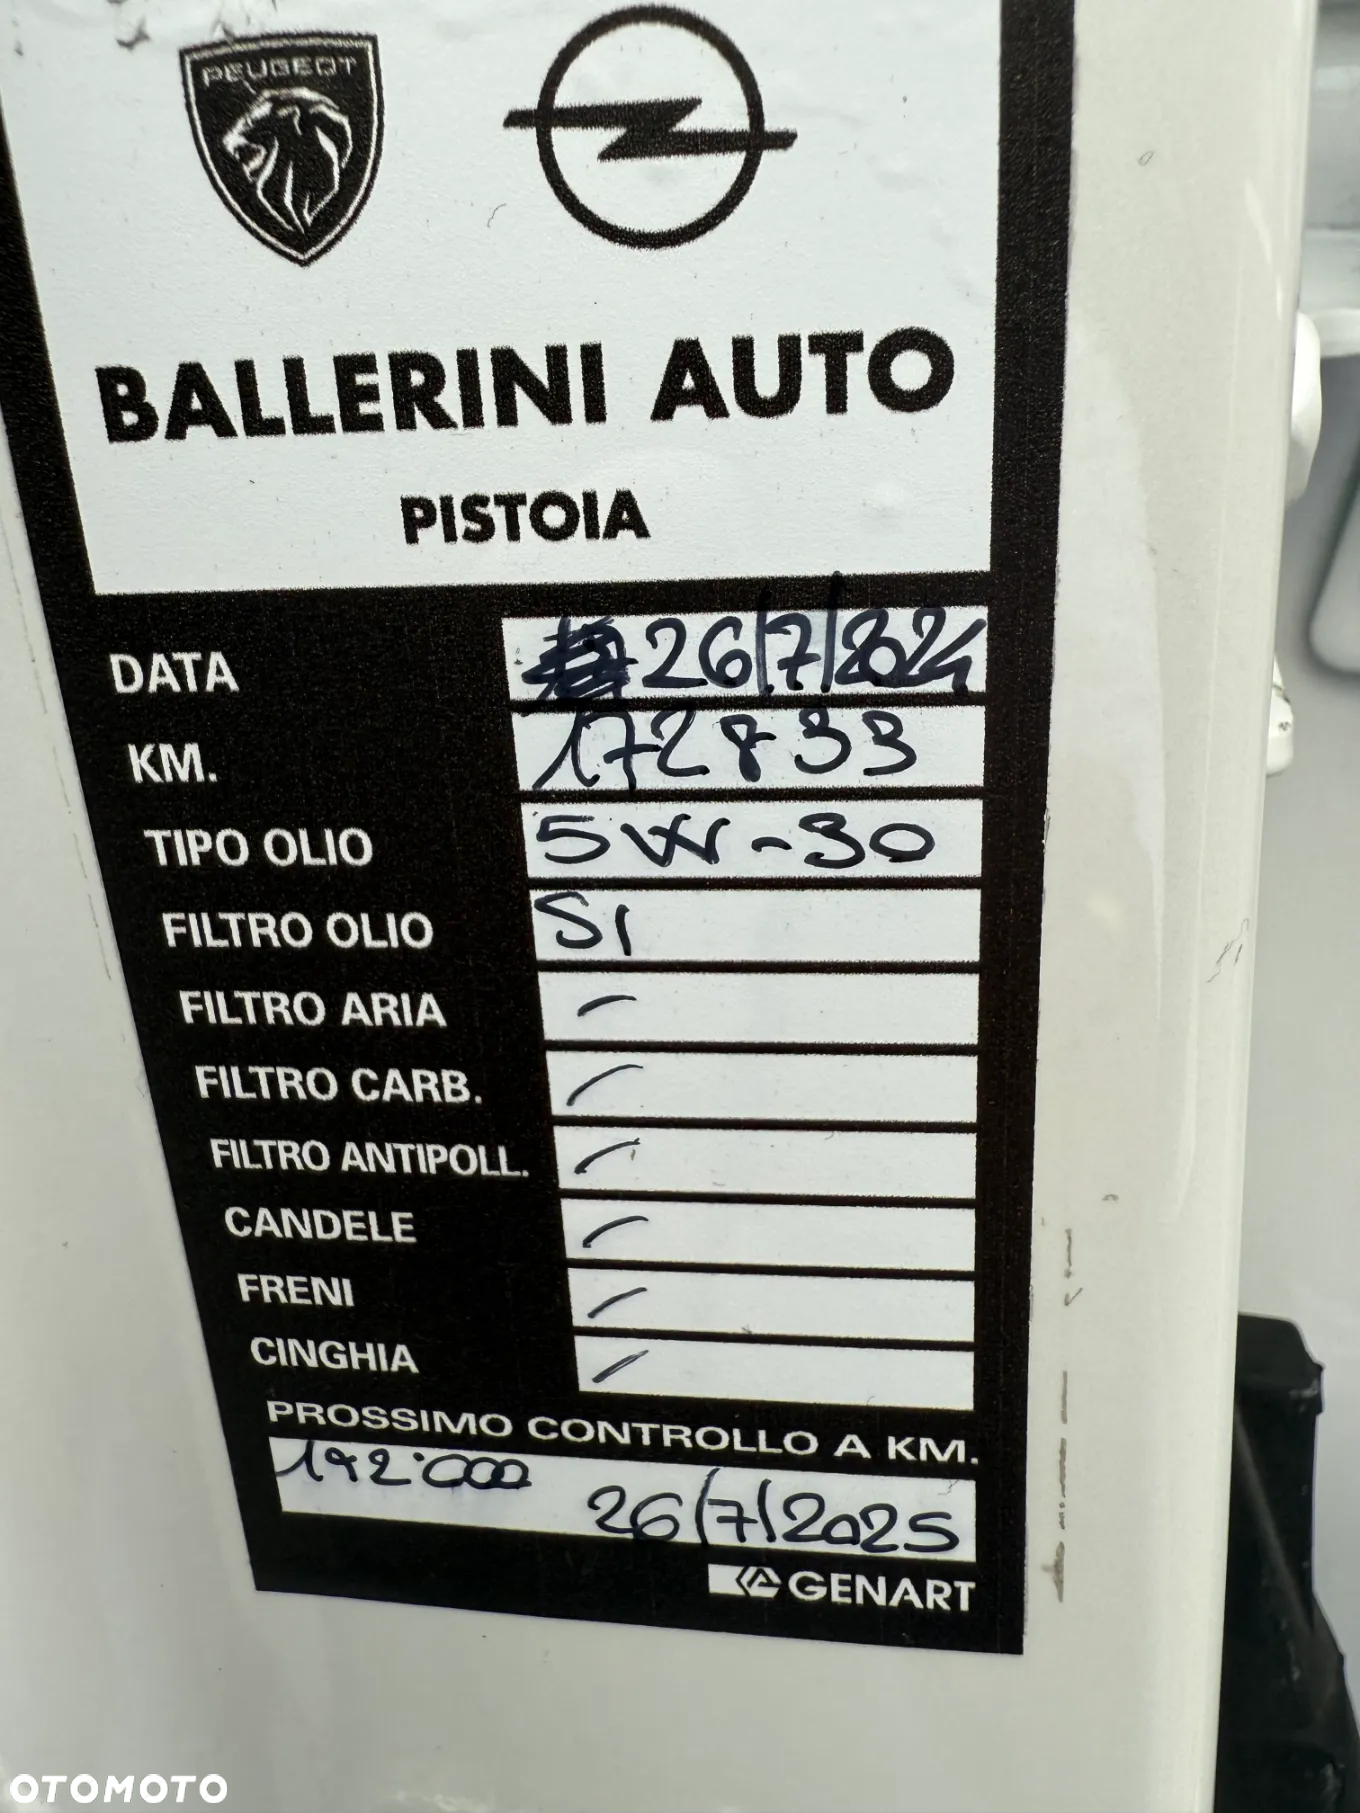 PEUGEOT
BALLERINI AUTO
PISTOIA
DATA 26/7/2024
KM. 172833
TIPO OLIO 5W-30
FILTRO OLIO SI
FILTRO ARIA -
FILTRO CARB. -
FILTRO ANTIPOLL. -
CANDELE -
FRENI -
CINGHIA -
PROSSIMO CONTROLLO A KM.
192.000 26/7/2025
GENART
OTOMOTO